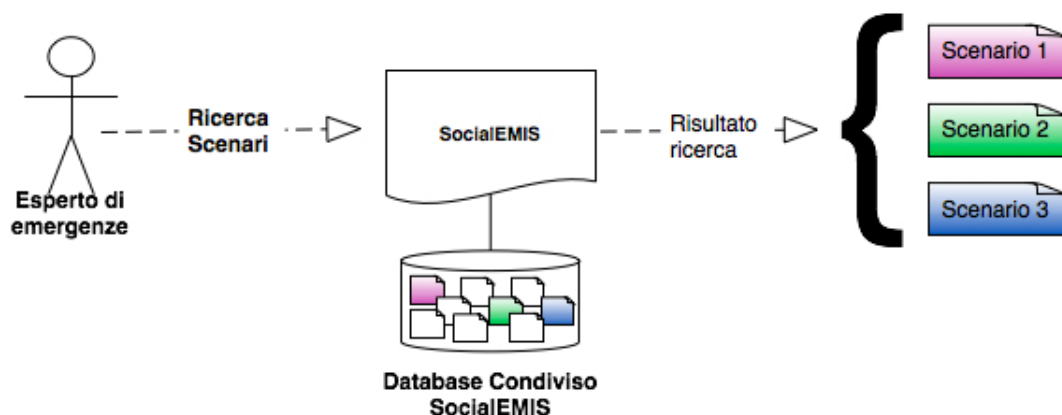 Ricerca
Scenari
Esperto di
emergenze
SocialEMIS
Risultato
ricerca
Scenario 1
Scenario 2
Scenario 3
Database Condiviso
SocialEMIS